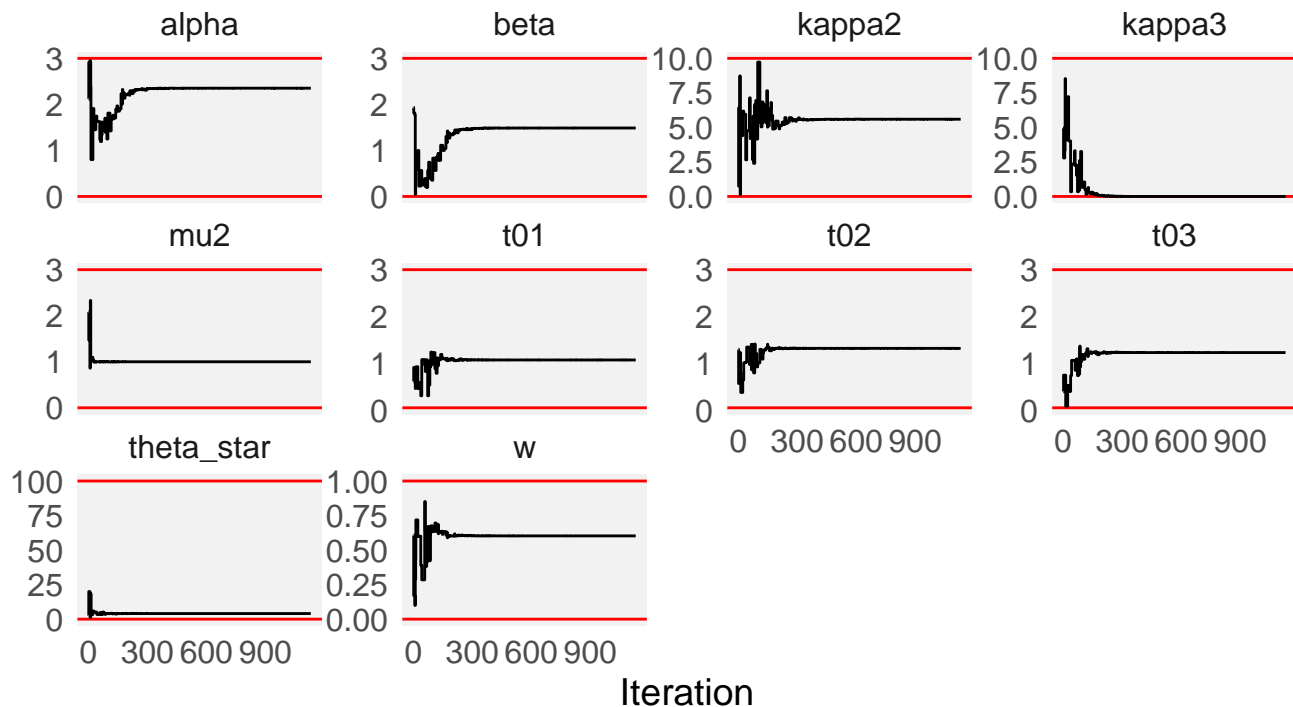 alpha beta kappa2 kappa3
3 3 10.0 10.0
2 2 7.5 7.5
5.0 5.0
1 1 2.5 2.5
0 0 0.0 0.0
mu2 t01 t02 t03
3 3 3 3
2 2 2 2
1 1 1 1
0 0 0 0
0 300 600 900 0 300 600 900
theta_star w
100 1.00
75 0.75
50 0.50
25 0.25
0 0.00
0 300 600 900 0 300 600 900
Iteration